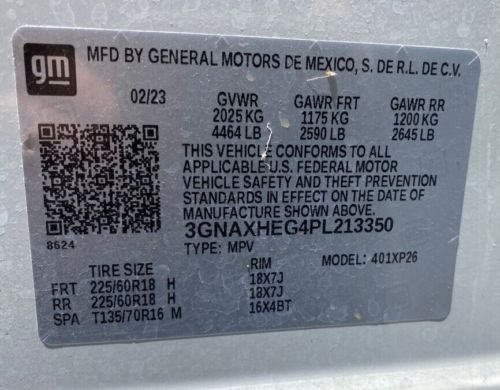 gm
MFD BY GENERAL MOTORS DE MEXICO, S. DE R.L. DE C.V.
02/23 GVWR GAWR FRT GAWR RR
2025 KG 1175 KG 1200 KG
4464 LB 2590 LB 2645 LB
THIS VEHICLE CONFORMS TO ALL
APPLICABLE U.S. FEDERAL MOTOR
VEHICLE SAFETY AND THEFT PREVENTION
STANDARDS IN EFFECT ON THE DATE OF
MANUFACTURE SHOWN ABOVE.
8624 3GNAXHEG4PL213350
TYPE: MPV MODEL: 401XP26
TIRE SIZE RIM
FRT 225/60R18 H 18X7J
RR 225/60R18 H 18X7J
SPA T135/70R16 M 16X4BT